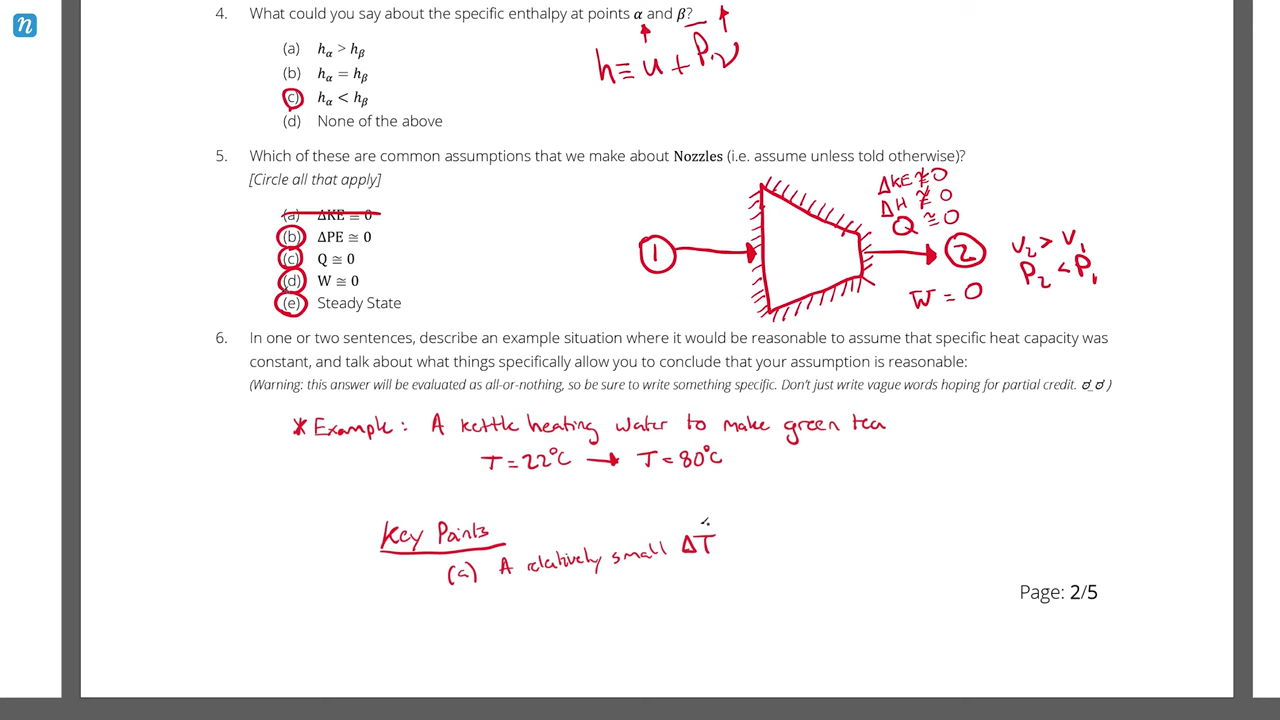 n
4. What could you say about the specific enthalpy at points α and β?
h ≡ u + P.ν
(a) hα > hβ
(b) hα = hβ
(c) hα < hβ
(d) None of the above
5. Which of these are common assumptions that we make about Nozzles (i.e. assume unless told otherwise)?
[Circle all that apply]
(a) ΔKE ≅ 0
(b) ΔPE ≅ 0
(c) Q ≅ 0
(d) W ≅ 0
(e) Steady State
1
ΔKE ≇ 0
ΔH ≇ 0
Q ≅ 0
2
V₂ > V₁
P₂ < P₁
W = 0
6. In one or two sentences, describe an example situation where it would be reasonable to assume that specific heat capacity was
constant, and talk about what things specifically allow you to conclude that your assumption is reasonable:
(Warning: this answer will be evaluated as all-or-nothing, so be sure to write something specific. Don't just write vague words hoping for partial credit. ಠ_ಠ)
* Example: A kettle heating water to make green tea
T = 22°C → T = 80°C
Key Points
(a) A relatively small ΔT
Page: 2/5